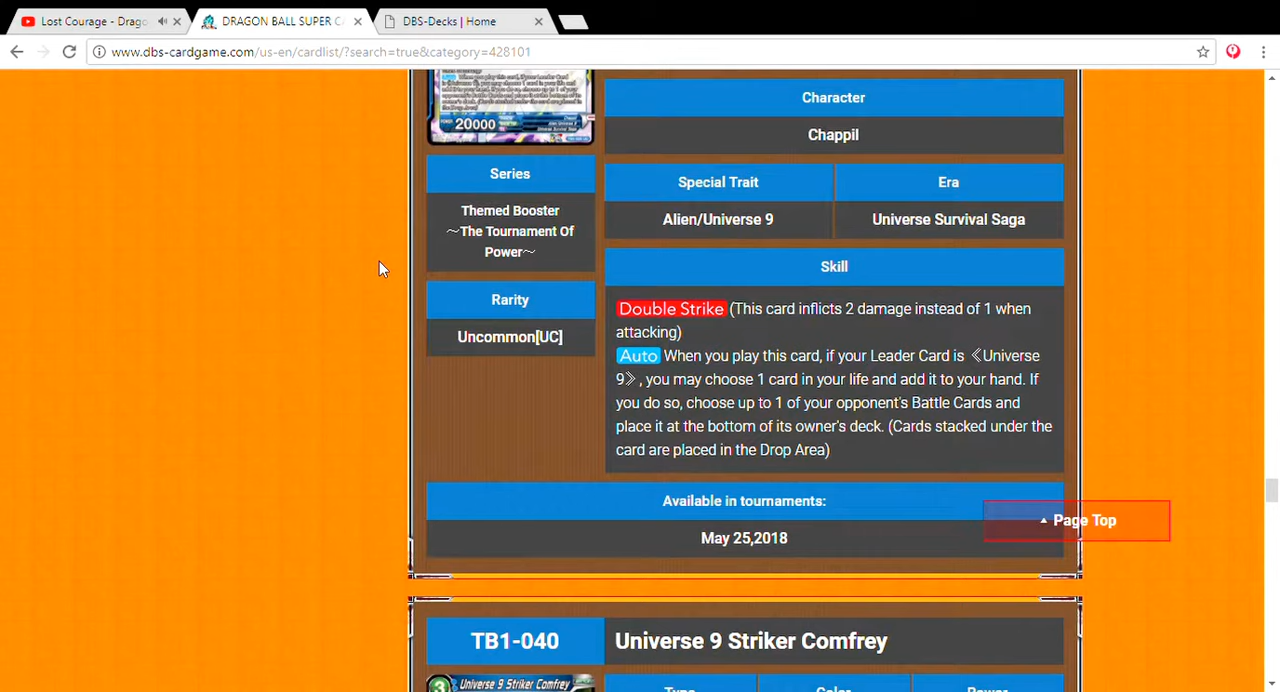 Lost Courage - Drago
DRAGON BALL SUPER CA
DBS-Decks | Home
www.dbs-cardgame.com/us-en/cardlist/?search=true&category=428101
20000
Character
Chappil
Series
Themed Booster
～The Tournament Of
Power～
Special Trait
Era
Alien/Universe 9
Universe Survival Saga
Rarity
Uncommon[UC]
Skill
Double Strike (This card inflicts 2 damage instead of 1 when
attacking)
Auto When you play this card, if your Leader Card is 《Universe
9》, you may choose 1 card in your life and add it to your hand. If
you do so, choose up to 1 of your opponent's Battle Cards and
place it at the bottom of its owner's deck. (Cards stacked under the
card are placed in the Drop Area)
Available in tournaments:
May 25,2018
Page Top
TB1-040
Universe 9 Striker Comfrey
3
Universe 9 Striker Comfrey
Type
Color
Power